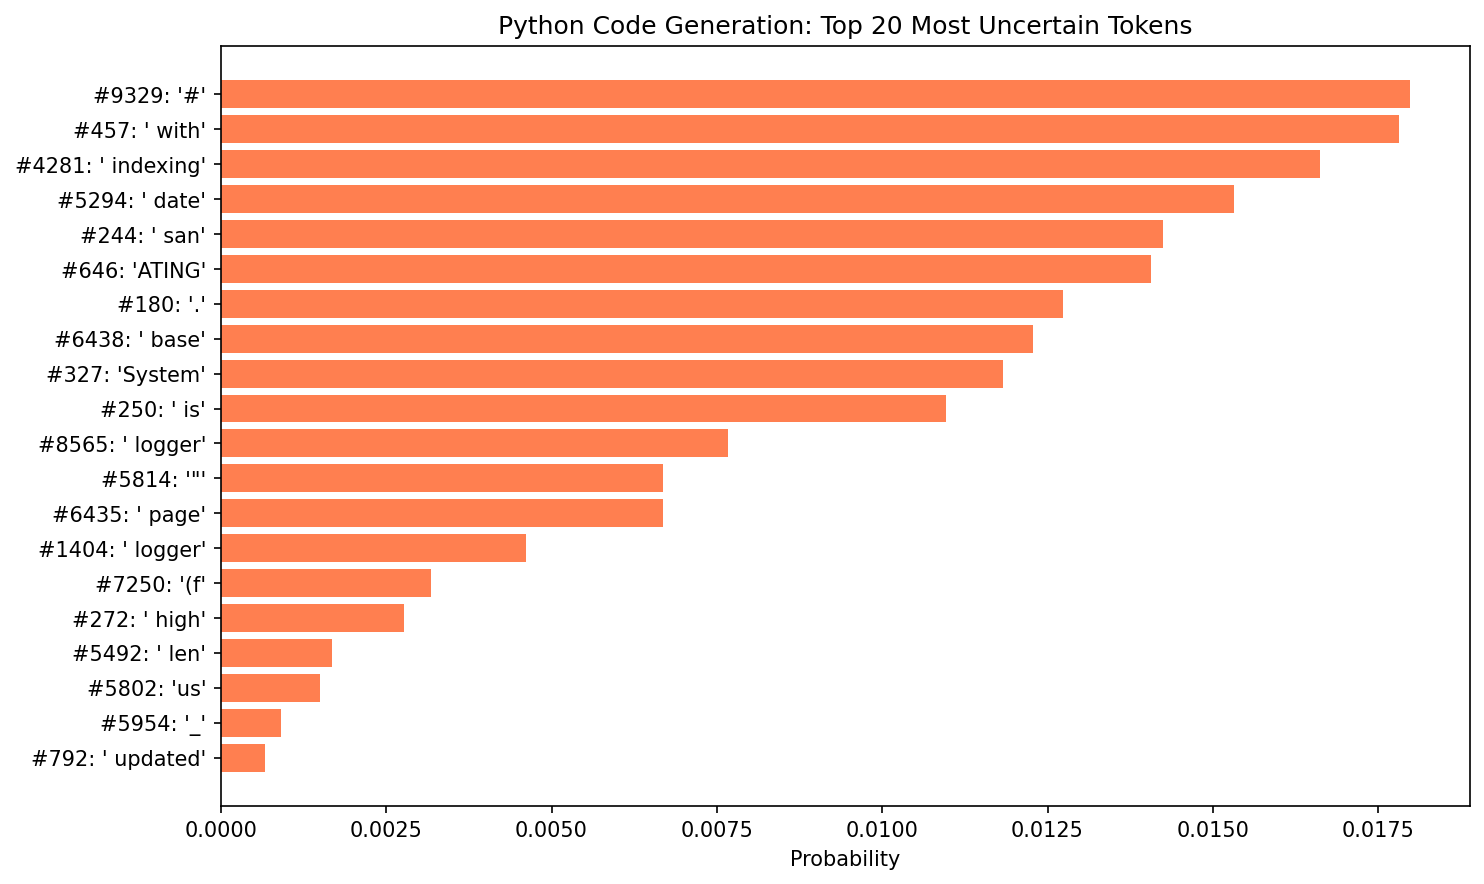 Python Code Generation: Top 20 Most Uncertain Tokens
#9329: '#'
#457: ' with'
#4281: ' indexing'
#5294: ' date'
#244: ' san'
#646: 'ATING'
#180: '.'
#6438: ' base'
#327: 'System'
#250: ' is'
#8565: ' logger'
#5814: '"'
#6435: ' page'
#1404: ' logger'
#7250: '(f'
#272: ' high'
#5492: ' len'
#5802: 'us'
#5954: '_'
#792: ' updated'
0.0000 0.0025 0.0050 0.0075 0.0100 0.0125 0.0150 0.0175
Probability